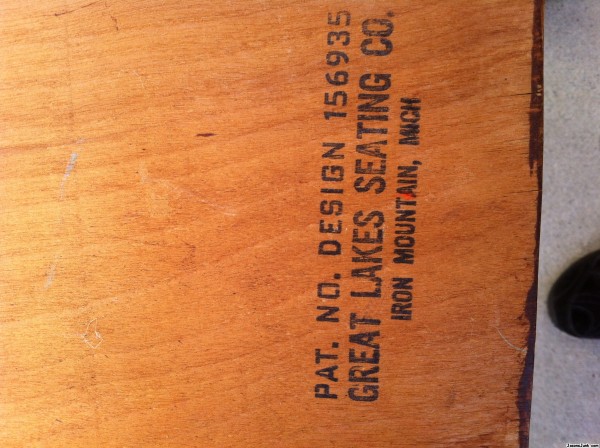 PAT. NO. DESIGN 156935
GREAT LAKES SEATING CO.
IRON MOUNTAIN, MICH